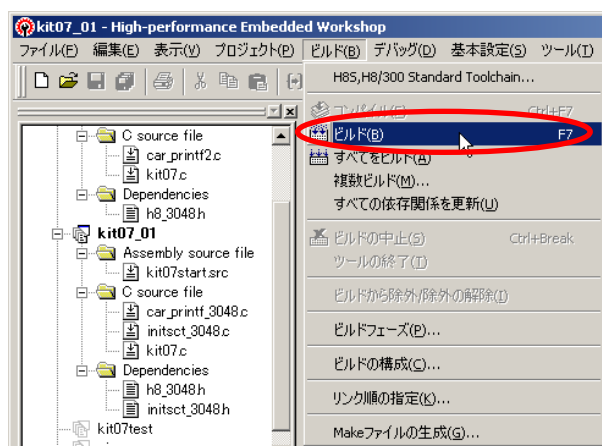 kit07_01 - High-performance Embedded Workshop
ファイル(F) 編集(E) 表示(V) プロジェクト(P) ビルド(B) デバッグ(D) 基本設定(S) ツール(T)
H8S,H8/300 Standard Toolchain...
コンパイル(F) Ctrl+F7
C source file
ビルド(B) F7
car_printf2.c
すべてをビルド(A)
kit07.c
複数ビルド(M)...
Dependencies
すべての依存関係を更新(U)
h8_3048.h
kit07_01
ビルドの中止(S) Ctrl+Break
Assembly source file
ツールの終了(T)
kit07start.src
C source file
ビルドから除外/除外の解除(I)
car_printf_3048.c
initsct_3048.c
ビルドフェーズ(P)...
kit07.c
ビルドの構成(C)...
Dependencies
h8_3048.h
リンク順の指定(K)...
initsct_3048.h
kit07test
Makeファイルの生成(G)...